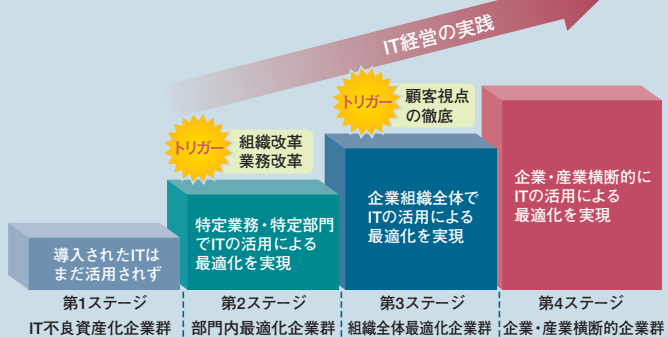 IT経営の実践
トリガー
顧客視点
の徹底
トリガー
組織改革
業務改革
導入されたITは
まだ活用されず
特定業務・特定部門
でITの活用による
最適化を実現
企業組織全体で
ITの活用による
最適化を実現
企業・産業横断的に
ITの活用による
最適化を実現
第1ステージ
IT不良資産化企業群
第2ステージ
部門内最適化企業群
第3ステージ
組織全体最適化企業群
第4ステージ
企業・産業横断的企業群